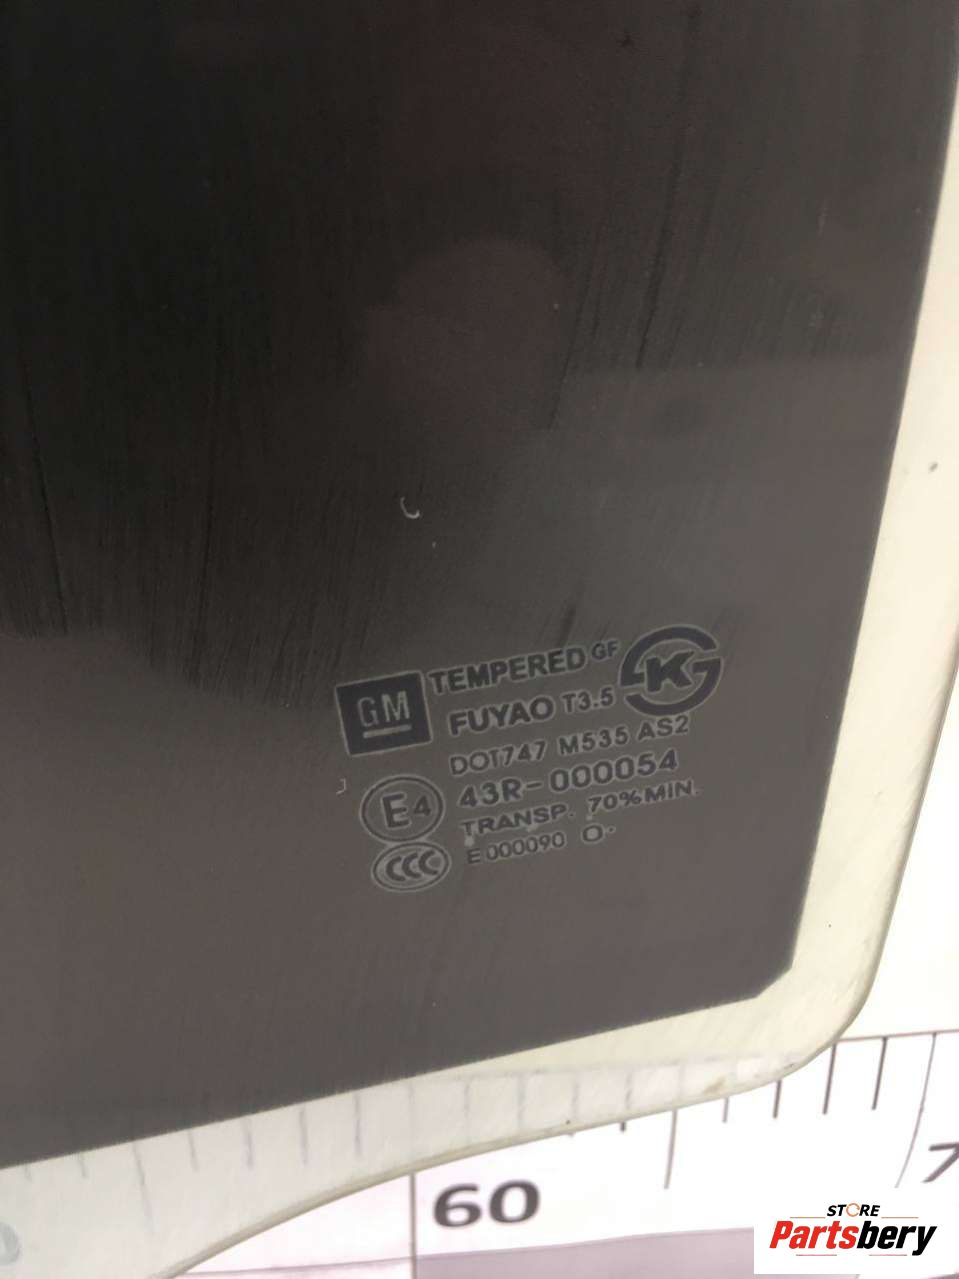 GM
TEMPERED GF
FUYAO T3.5
K
DOT747 M535 AS2
E4
43R-000054
TRANSP. 70%MIN.
CCC
E000090 O·
60
7
STORE
Partsbery